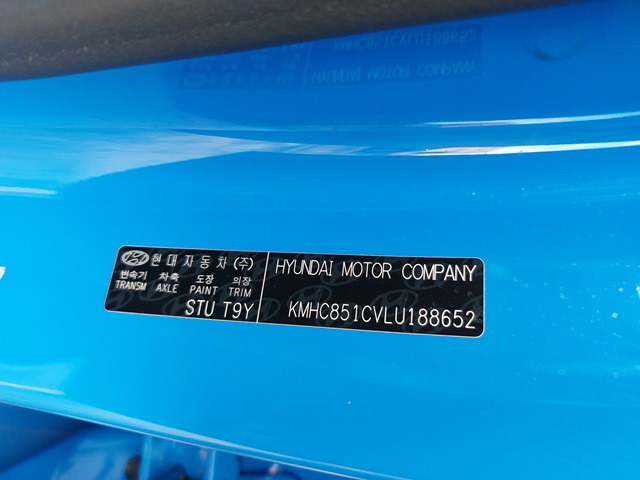 현대자동차(주)
변속기 차축 도장 의장
TRANSM AXLE PAINT TRIM
STU T9Y
HYUNDAI MOTOR COMPANY
KMHC851CVLU188652